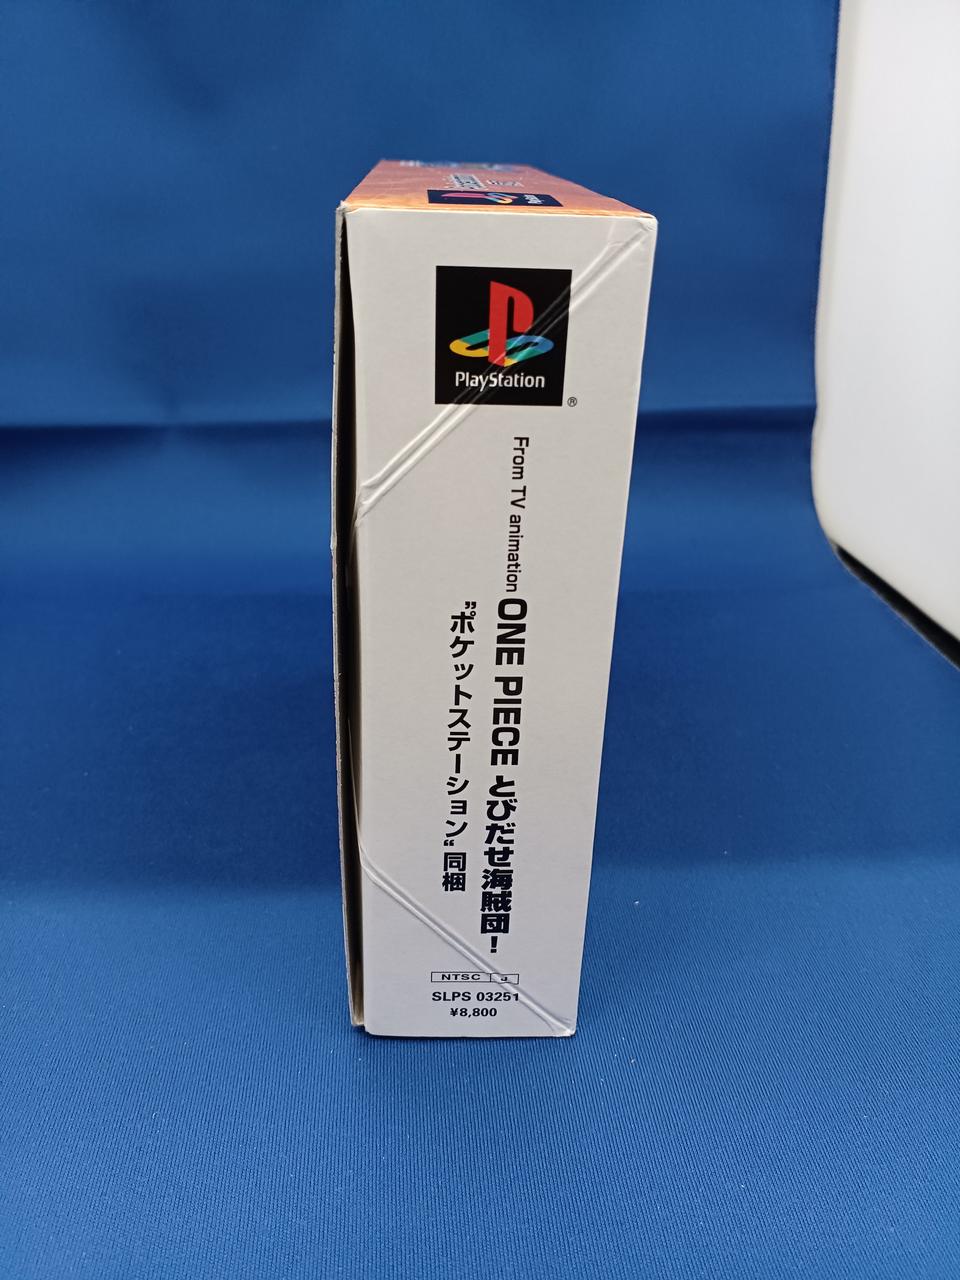 PlayStation
®
From TV animation ONE PIECE とびだせ海賊団!
"ポケットステーション"同梱
NTSC J
SLPS 03251
¥8,800